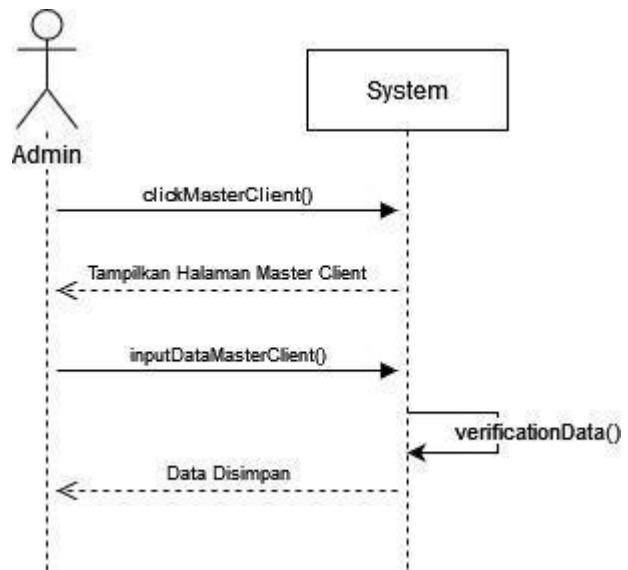 System
Admin
clickMasterClient()
Tampilkan Halaman Master Client
inputDataMasterClient()
verificationData()
Data Disimpan